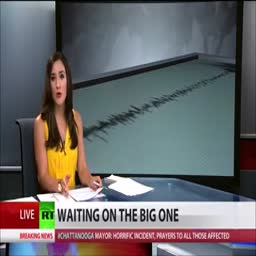 LIVE RT WAITING ON THE BIG ONE
BREAKING NEWS #CHATTANOOGA MAYOR: HORRIFIC INCIDENT, PRAYERS TO ALL THOSE AFFECTED